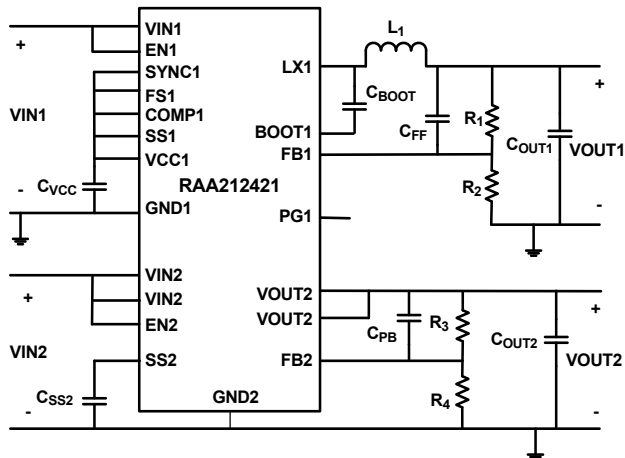 VIN1
EN1
SYNC1
FS1
COMP1
SS1
VCC1
GND1
VIN2
VIN2
EN2
SS2
RAA212421
GND2
LX1
BOOT1
FB1
PG1
VOUT2
VOUT2
FB2
+
VIN1
-
CVCC
+
VIN2
-
CSS2
L1
CBOOT
CFF
R1
R2
COUT1
+
VOUT1
-
CPB
R3
R4
COUT2
+
VOUT2
-